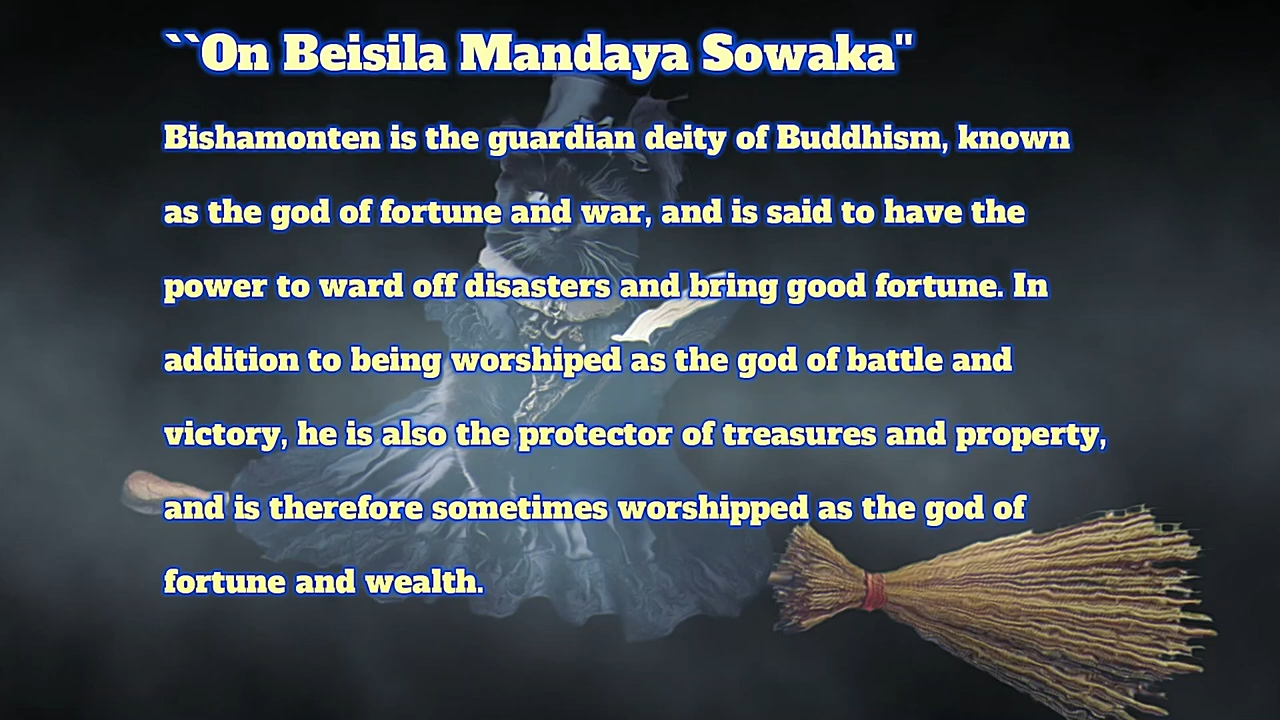 ``On Beisila Mandaya Sowaka"
Bishamonten is the guardian deity of Buddhism, known
as the god of fortune and war, and is said to have the
power to ward off disasters and bring good fortune. In
addition to being worshiped as the god of battle and
victory, he is also the protector of treasures and property,
and is therefore sometimes worshipped as the god of
fortune and wealth.